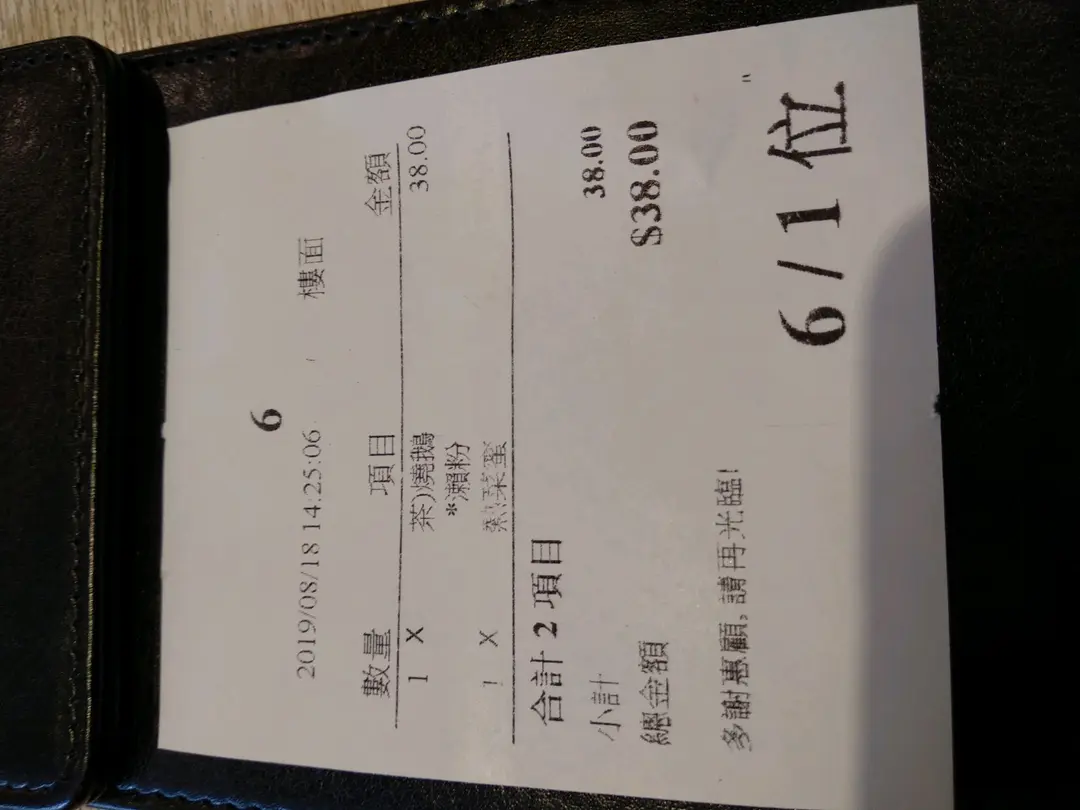 6
2019/08/18 14:25:06 / 樓面
數量 項目 金額
1 X 茶)燒鵝 38.00
*瀨粉
1 X 熱菜蜜
合計 2 項目
小計 38.00
總金額 $38.00
多謝惠顧, 請再光臨!
6 / 1 位